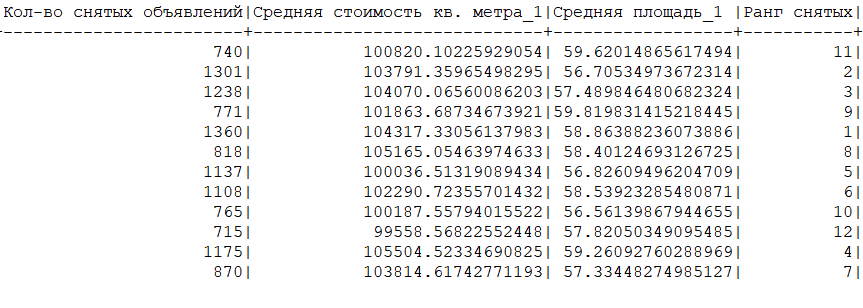 Кол-во снятых объявлений|Средняя стоимость кв. метра_1|Средняя площадь_1 |Ранг снятых|
------------------------+-----------------------------+------------------+-----------+
740| 100820.10225929054| 59.62014865617494| 11|
1301| 103791.35965498295| 56.70534973672314| 2|
1238| 104070.06560086203|57.489846480682324| 3|
771| 101863.68734673921|59.819831415218445| 9|
1360| 104317.33056137983| 58.86388236073886| 1|
818| 105165.05463974633| 58.40124693126725| 8|
1137| 100036.51319089434| 56.82609496204709| 5|
1108| 102290.72355701432| 58.53923285480871| 6|
765| 100187.55794015522| 56.56139867944655| 10|
715| 99558.56822552448| 57.82050349095485| 12|
1175| 105504.52334690825| 59.26092760288969| 4|
870| 103814.61742771193| 57.33448274985127| 7|